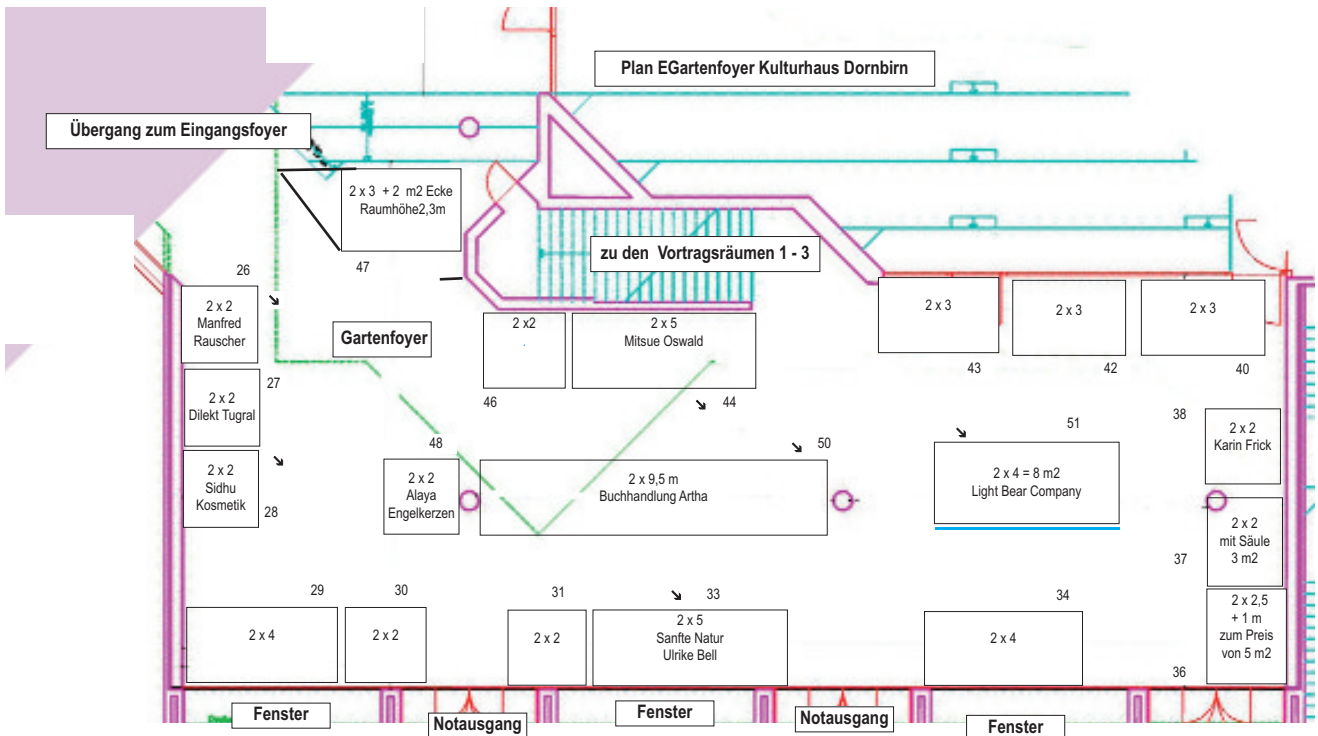 Plan EGartenfoyer Kulturhaus Dornbirn
Übergang zum Eingangsfoyer
2 x 3 + 2 m2 Ecke
Raumhöhe2,3m
47
zu den Vortragsräumen 1 - 3
26
2 x 2
Manfred
Rauscher
Gartenfoyer
2 x2
46
2 x 5
Mitsue Oswald
44
2 x 3
43
2 x 3
42
2 x 3
40
27
2 x 2
Dilekt Tugral
2 x 2
Sidhu
Kosmetik
28
48
2 x 2
Alaya
Engelkerzen
50
2 x 9,5 m
Buchhandlung Artha
51
2 x 4 = 8 m2
Light Bear Company
38
2 x 2
Karin Frick
2 x 2
mit Säule
3 m2
37
2 x 2,5
+ 1 m
zum Preis
von 5 m2
36
29
2 x 4
30
2 x 2
31
2 x 2
33
2 x 5
Sanfte Natur
Ulrike Bell
34
2 x 4
Fenster
Notausgang
Fenster
Notausgang
Fenster